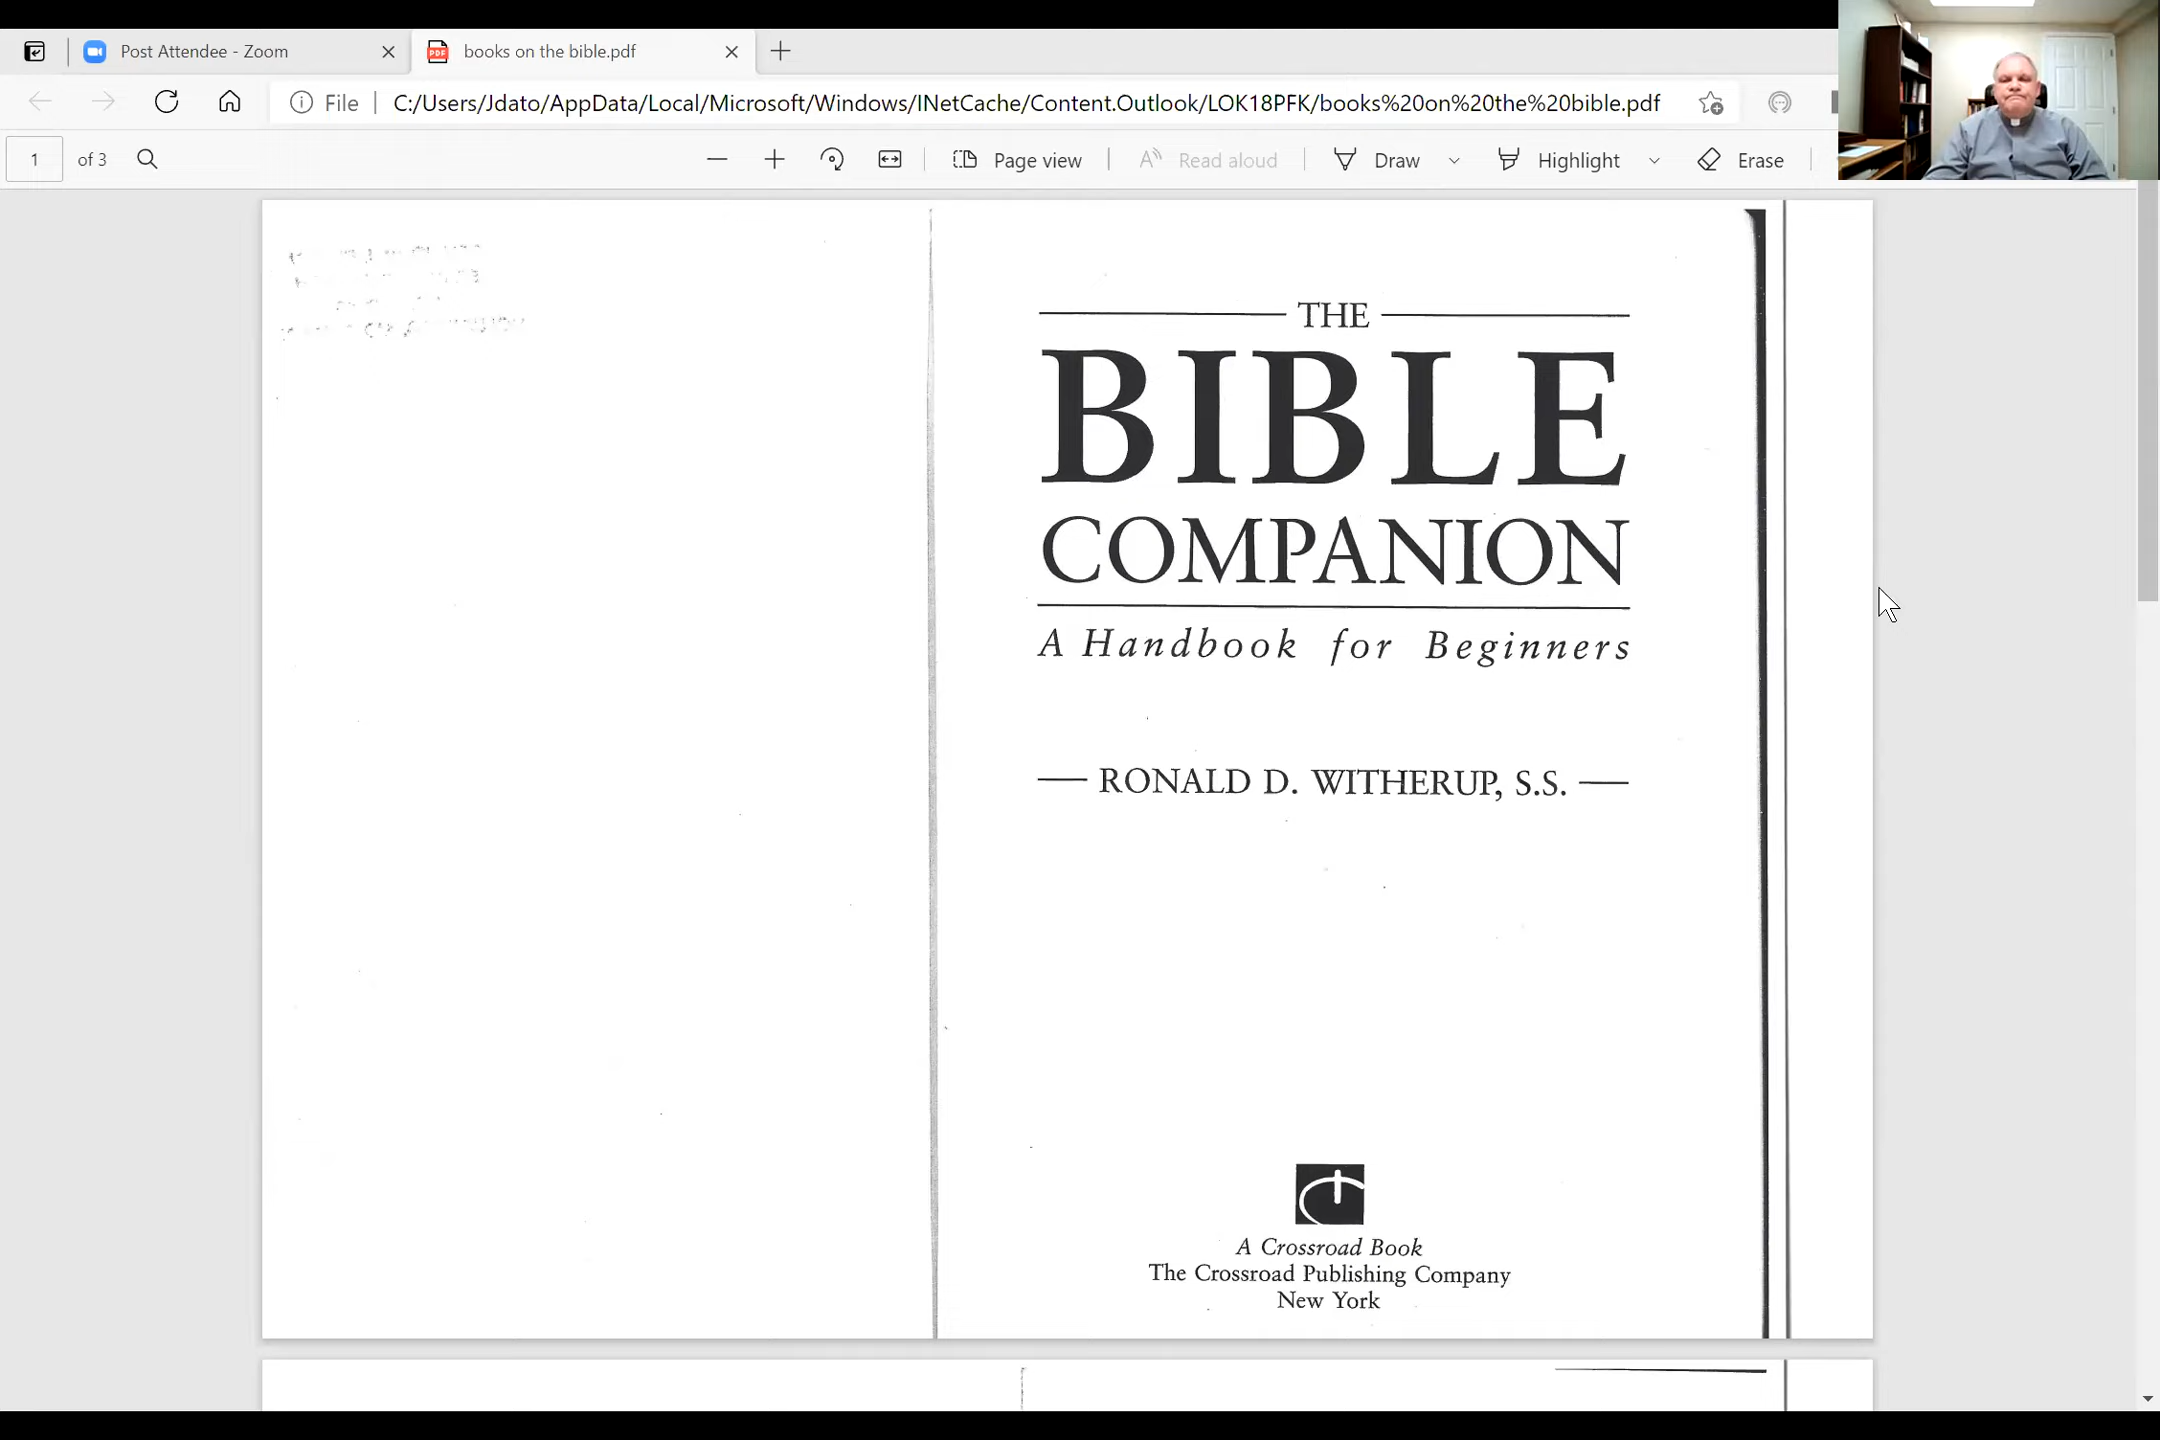 Post Attendee - Zoom
books on the bible.pdf
File
C:/Users/Jdato/AppData/Local/Microsoft/Windows/INetCache/Content.Outlook/LOK18PFK/books%20on%20the%20bible.pdf
1 of 3
Page view
Read aloud
Draw
Highlight
Erase
THE
BIBLE
COMPANION
A Handbook for Beginners
RONALD D. WITHERUP, S.S.
A Crossroad Book
The Crossroad Publishing Company
New York